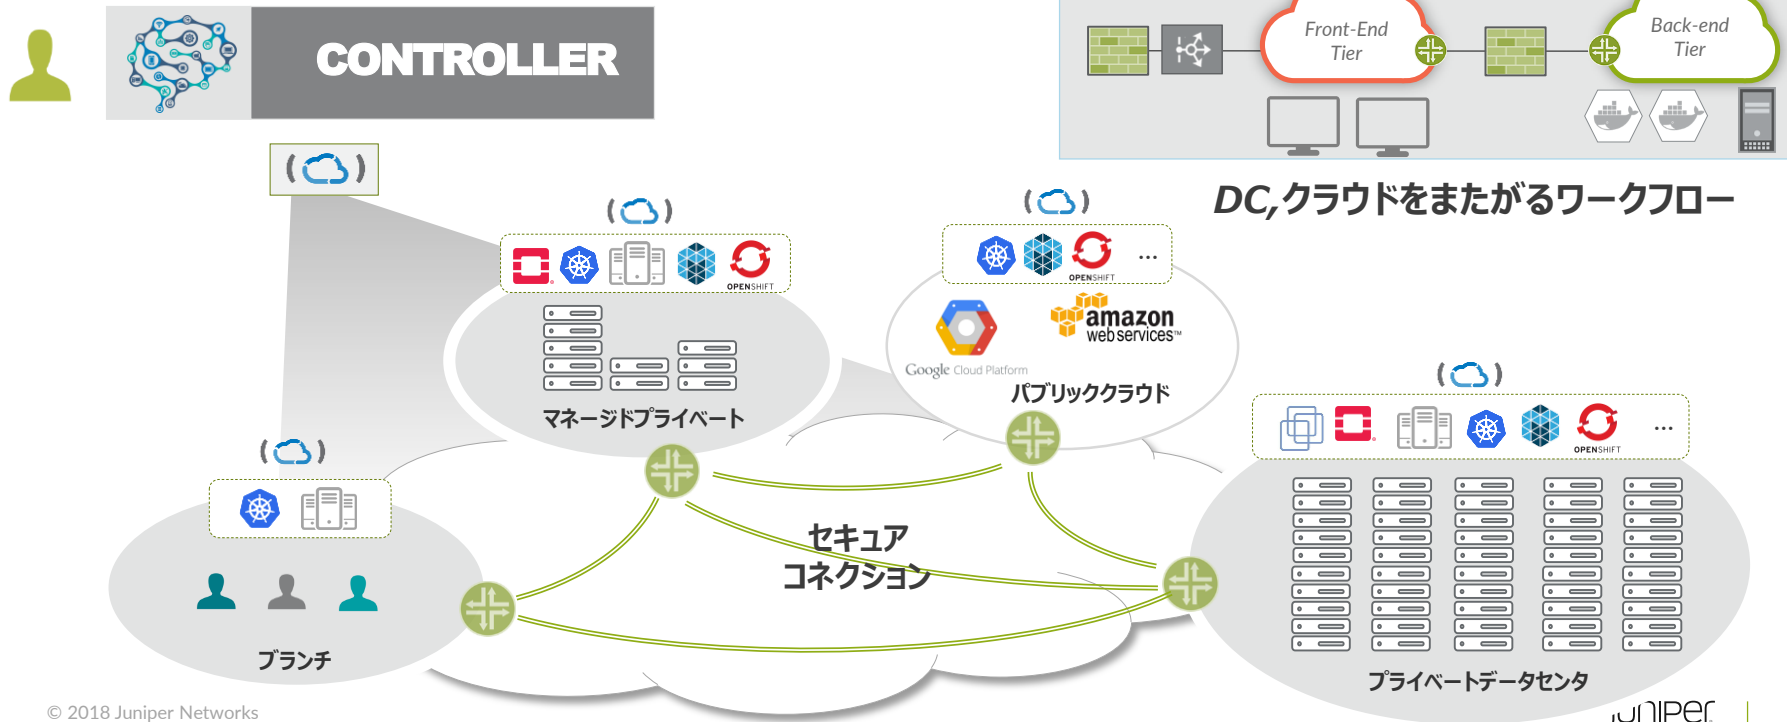 CONTROLLER
Front-End
Tier
Back-end
Tier
DC,クラウドをまたがるワークフロー
OPENSHIFT
OPENSHIFT
...
amazon
webservices™
Google Cloud Platform
パブリッククラウド
マネージドプライベート
OPENSHIFT
...
セキュア
コネクション
ブランチ
プライベートデータセンタ
© 2018 Juniper Networks
JUNIPEr